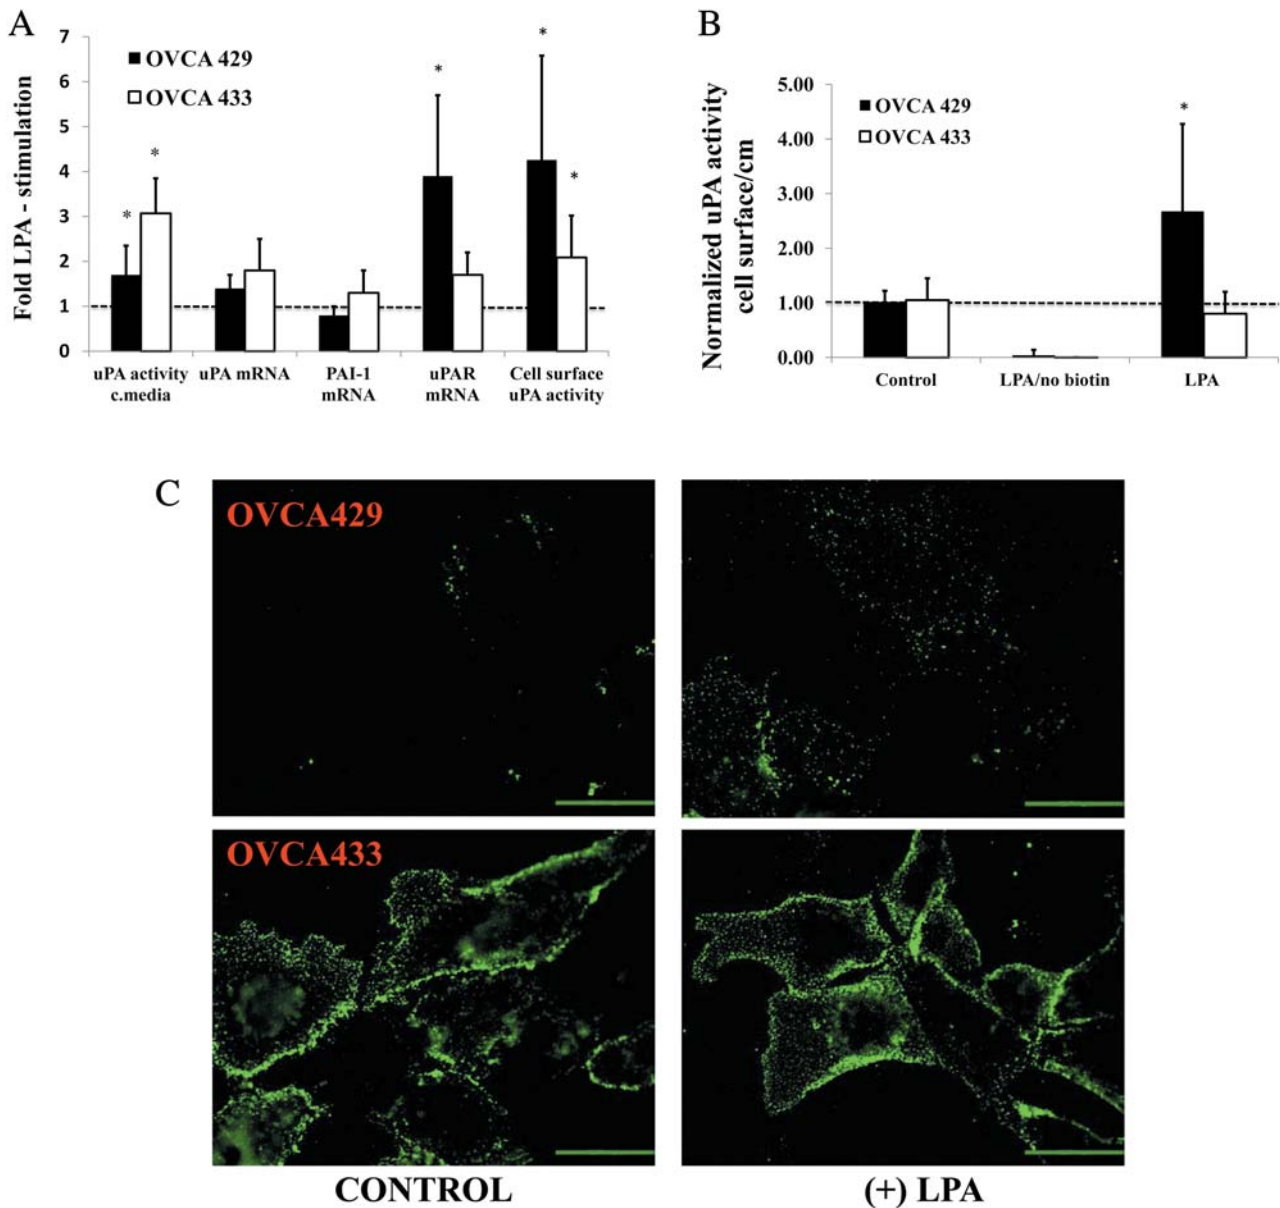 A
Fold LPA - stimulation
7
6
5
4
3
2
1
0
OVCA 429
OVCA 433
*
*
*
*
*
uPA activity
c.media
uPA mRNA
PAI-1
mRNA
uPAR
mRNA
Cell surface
uPA activity
B
Normalized uPA activity
cell surface/cm
5.00
4.00
3.00
2.00
1.00
0.00
OVCA 429
OVCA 433
*
Control
LPA/no biotin
LPA
C
OVCA429
OVCA433
CONTROL
(+) LPA